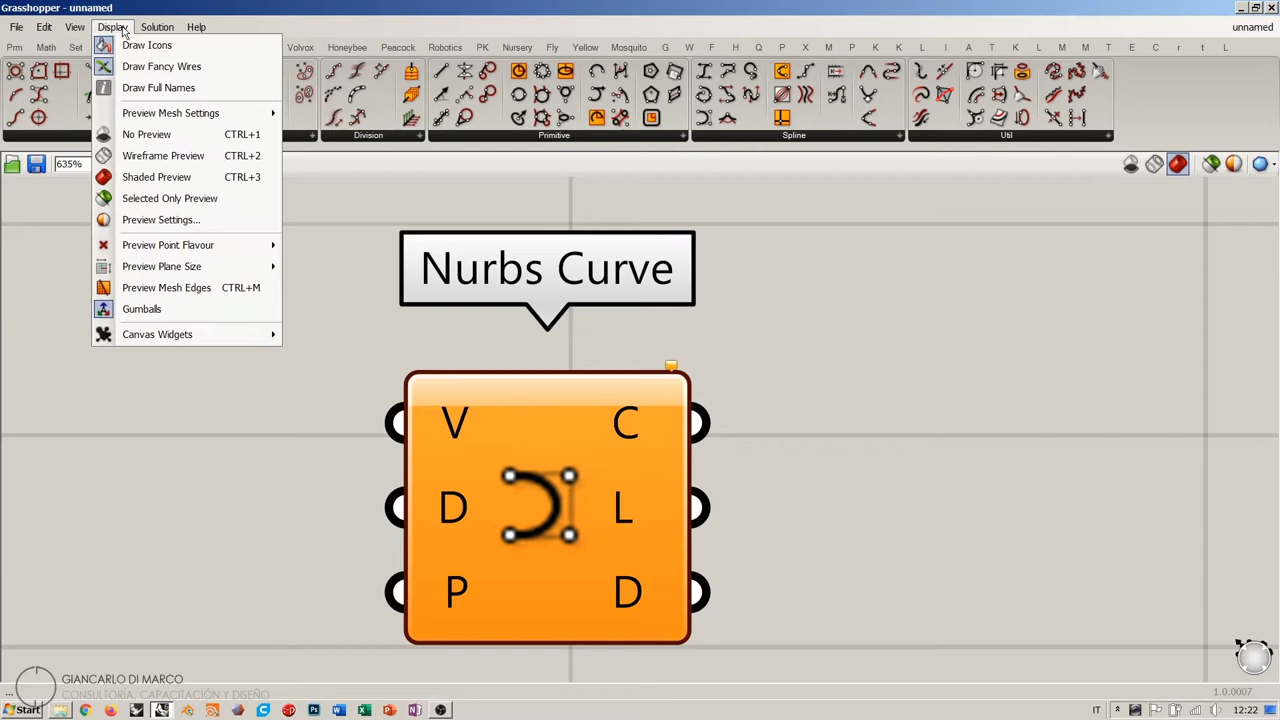 Grasshopper - unnamed
File Edit View Display Solution Help unnamed
Prm Math Set Volvox Honeybee Peacock Robotics PK Nursery Fly Yellow Mosquito G W H Q P D P A K U L E C r t L
Draw Icons
Draw Fancy Wires
Draw Full Names
Preview Mesh Settings
No Preview CTRL+1
Wireframe Preview CTRL+2
Shaded Preview CTRL+3
Selected Only Preview
Preview Settings...
Preview Point Flavour
Preview Plane Size
Preview Mesh Edges CTRL+M
Gumballs
Canvas Widgets
Division Primitive Spline Util
635%
Nurbs Curve
V C
D L
P D
GIANCARLO DI MARCO
CONSULTORÍA, CAPACITACIÓN Y DISEÑO
... 1.0.0007
Start IT 12:22